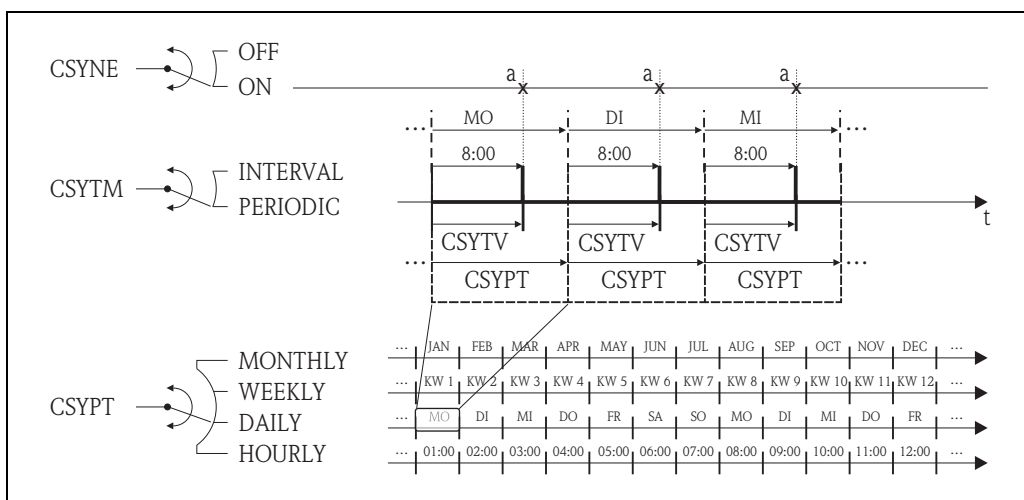 OFF
CSYNE
ON
a a a
... MO DI MI ...
8:00 8:00 8:00
INTERVAL
CSYTM
PERIODIC
t
CSYTV CSYTV CSYTV
... CSYPT CSYPT CSYPT ...
... JAN FEB MAR APR MAY JUN JUL AUG SEP OCT NOV DEC ...
MONTHLY
... KW 1 KW 2 KW 3 KW 4 KW 5 KW 6 KW 7 KW 8 KW 9 KW 10 KW 11 KW 12 ...
WEEKLY
CSYPT
... MO DI MI DO FR SA SO MO DI MI DO FR ...
DAILY
... 01:00 02:00 03:00 04:00 05:00 06:00 07:00 08:00 09:00 10:00 11:00 12:00 ...
HOURLY